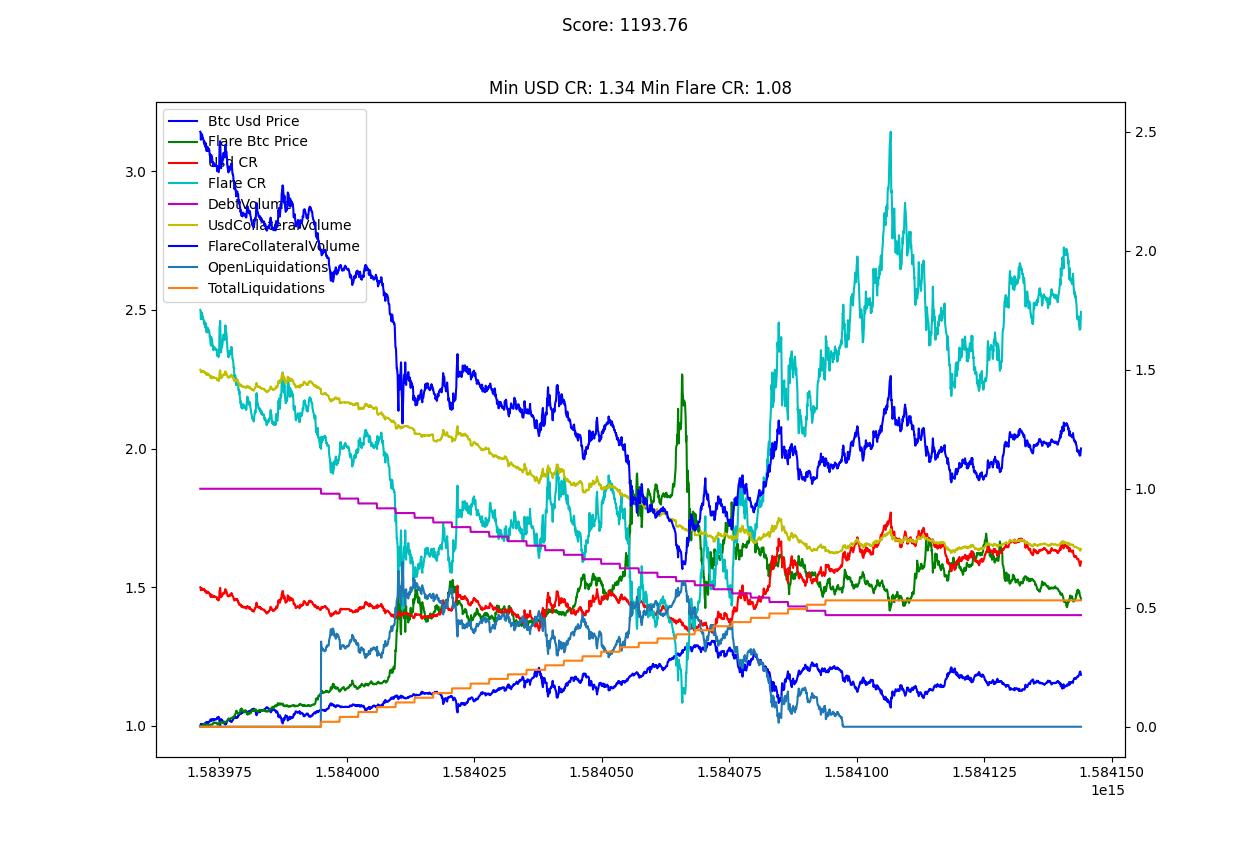 Score: 1193.76
Min USD CR: 1.34 Min Flare CR: 1.08
Btc Usd Price
Flare Btc Price
Usd CR
Flare CR
DebtVolume
UsdCollateralVolume
FlareCollateralVolume
OpenLiquidations
TotalLiquidations
3.0
2.5
2.0
1.5
1.0
2.5
2.0
1.5
1.0
0.5
0.0
1.583975 1.584000 1.584025 1.584050 1.584075 1.584100 1.584125 1.584150
1e15